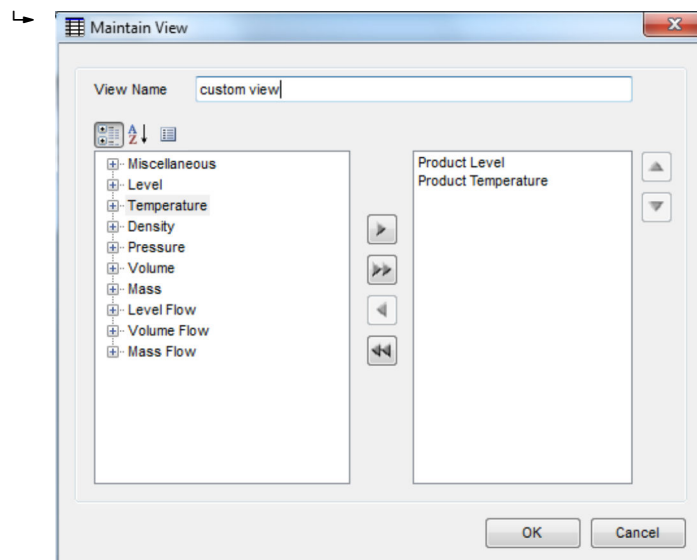 Maintain View
View Name custom view
Miscellaneous
Level
Temperature
Density
Pressure
Volume
Mass
Level Flow
Volume Flow
Mass Flow
Product Level
Product Temperature
OK Cancel